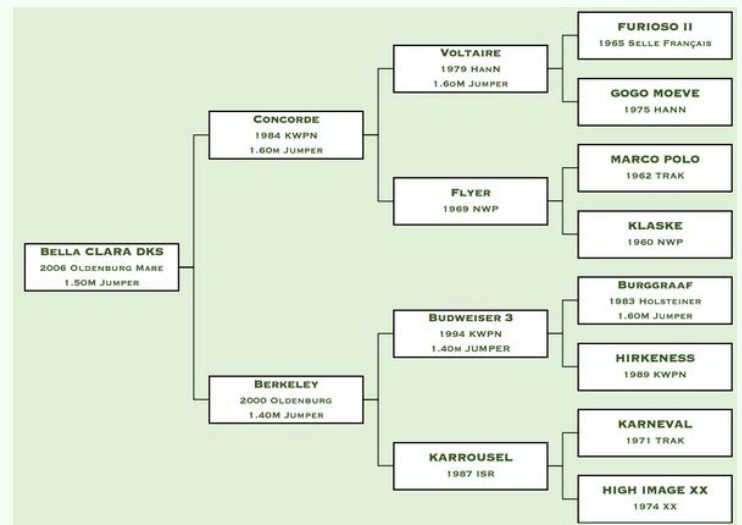 Bella CLARA DKS
2006 Oldenburg Mare
1.50M Jumper
Concorde
1984 KWPN
1.60M Jumper
Berkeley
2000 Oldenburg
1.40M Jumper
Voltaire
1979 HanN
1.60M Jumper
Flyer
1969 NWP
Budweiser 3
1994 KWPN
1.40M JUMPER
KARROUSEL
1987 ISR
FURIOSO II
1965 Selle Français
GOGO MOEVE
1975 HANN
MARCO POLO
1962 TRAK
KLASKE
1960 NWP
Burggraaf
1983 Holsteiner
1.60M Jumper
HIRKENESS
1989 KWPN
KARNEVAL
1971 TRAK
HIGH IMAGE XX
1974 XX